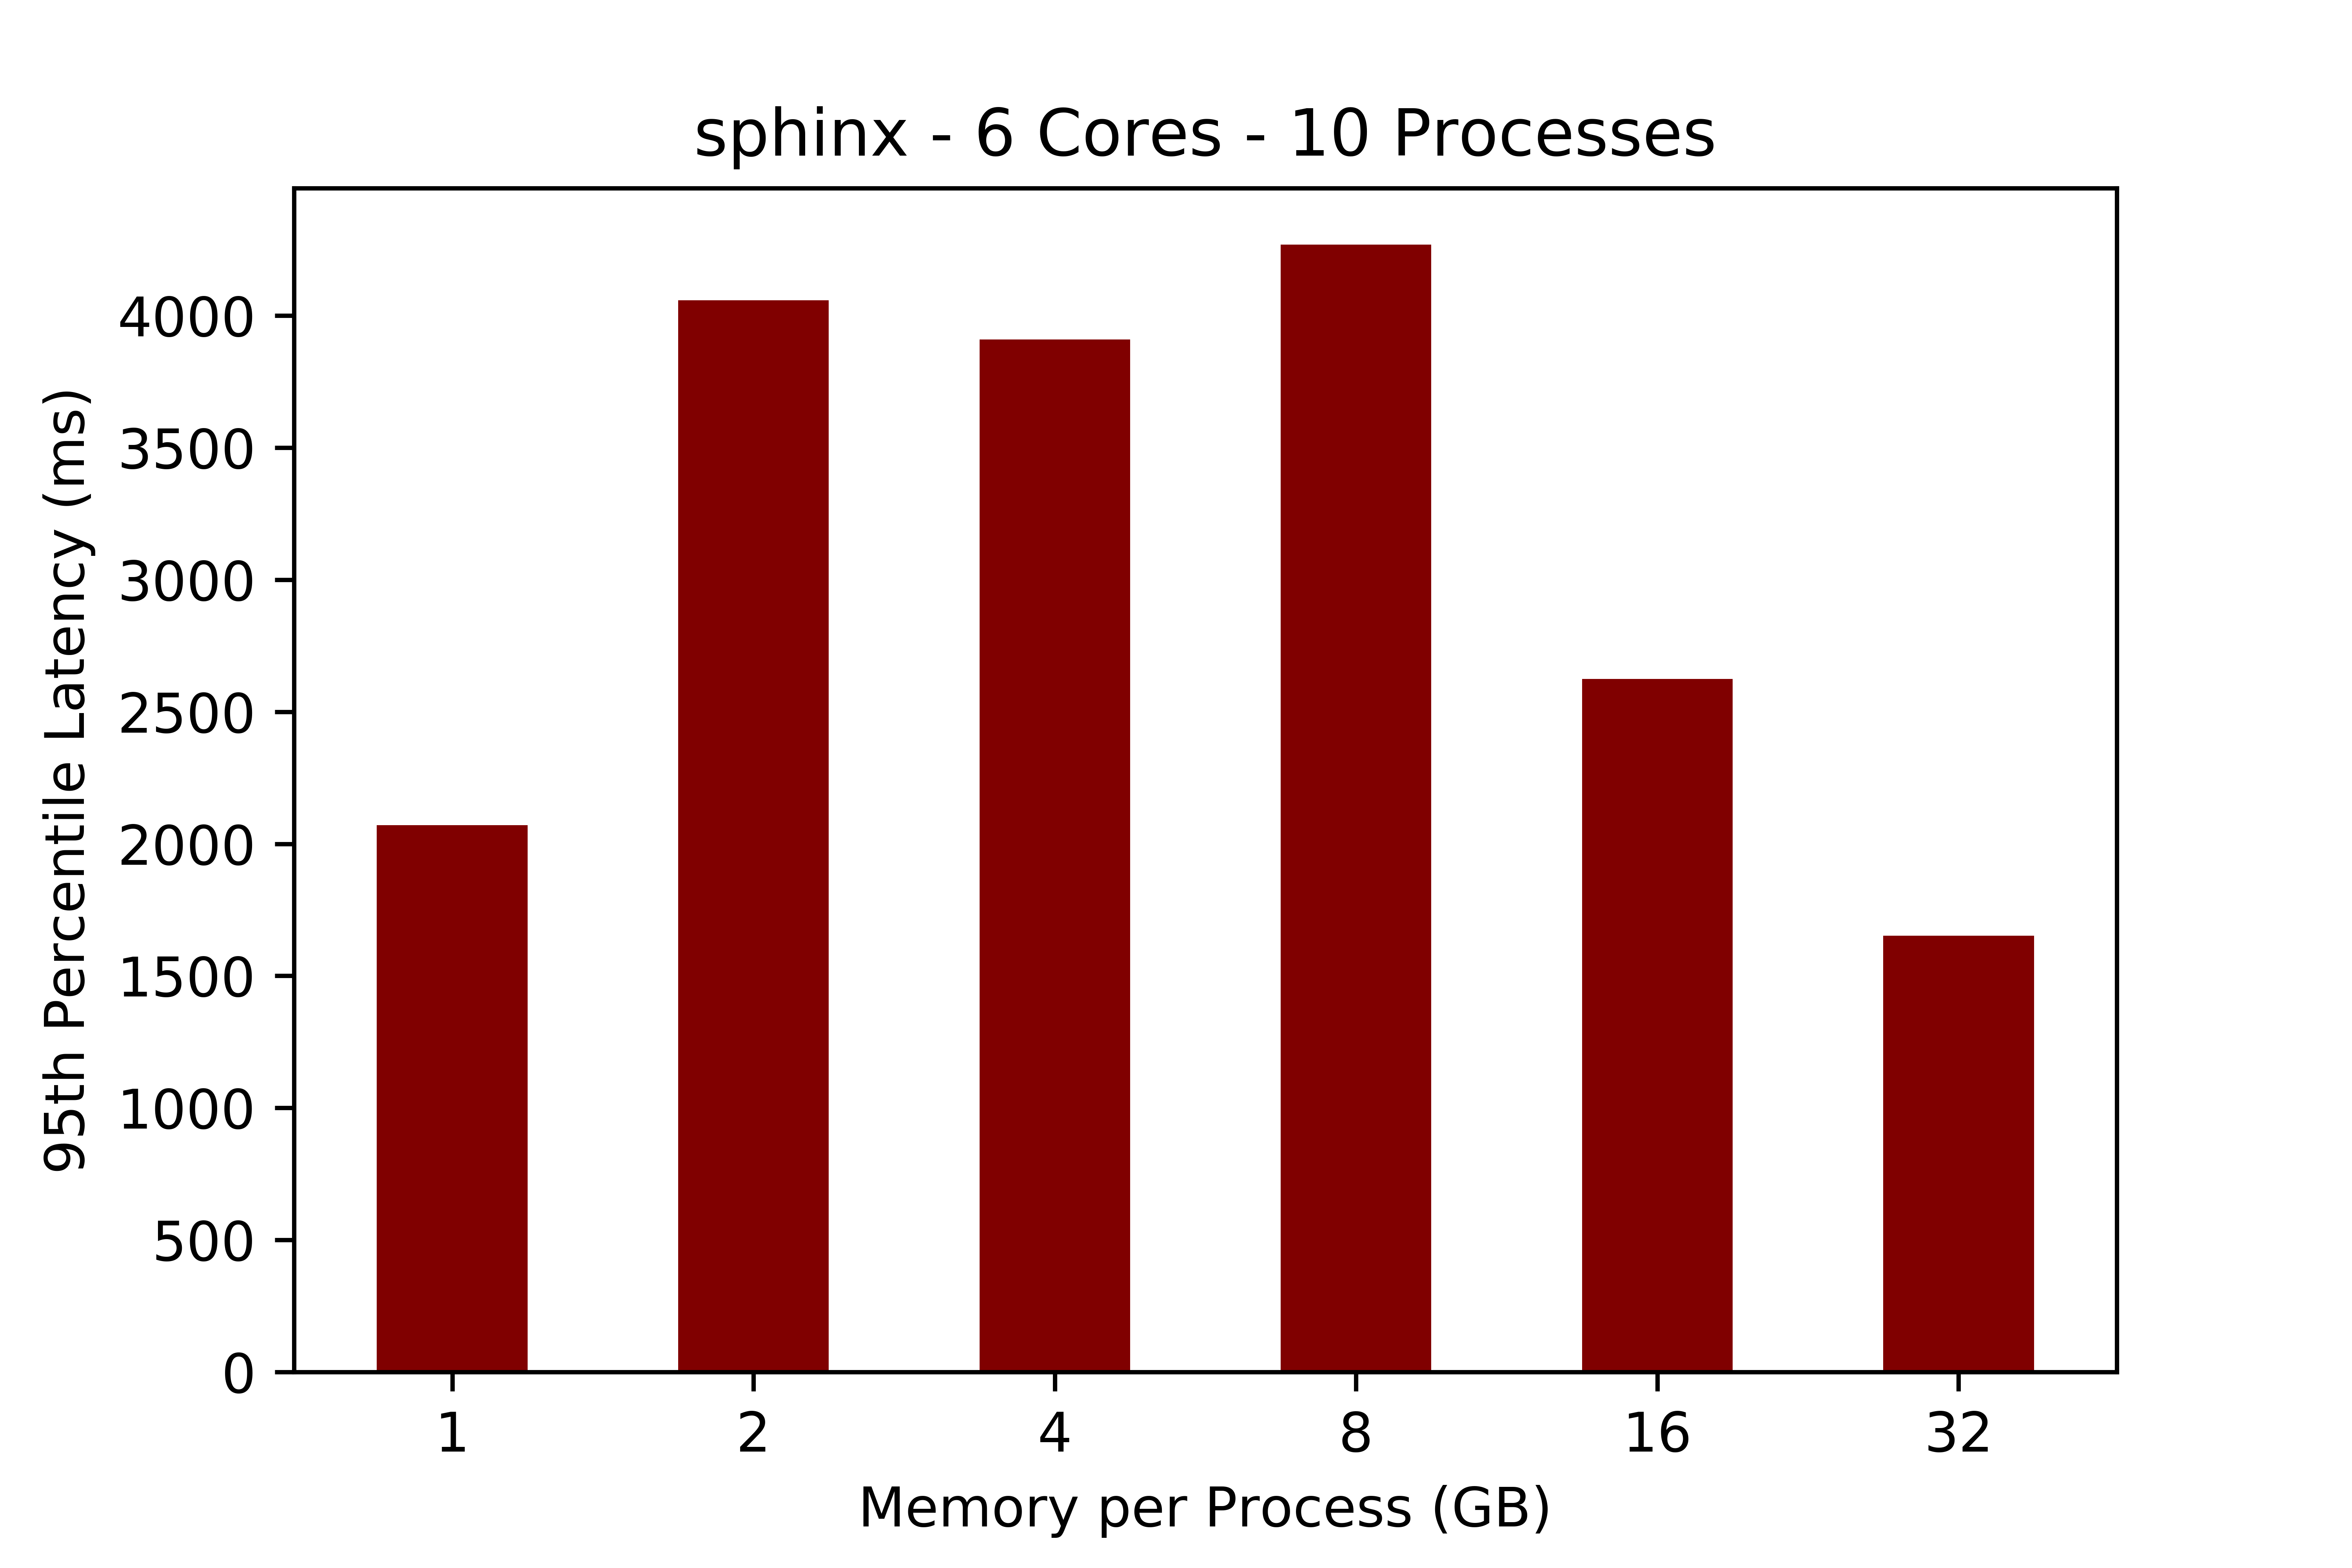 sphinx - 6 Cores - 10 Processes
95th Percentile Latency (ms)
4000
3500
3000
2500
2000
1500
1000
500
0
1 2 4 8 16 32
Memory per Process (GB)